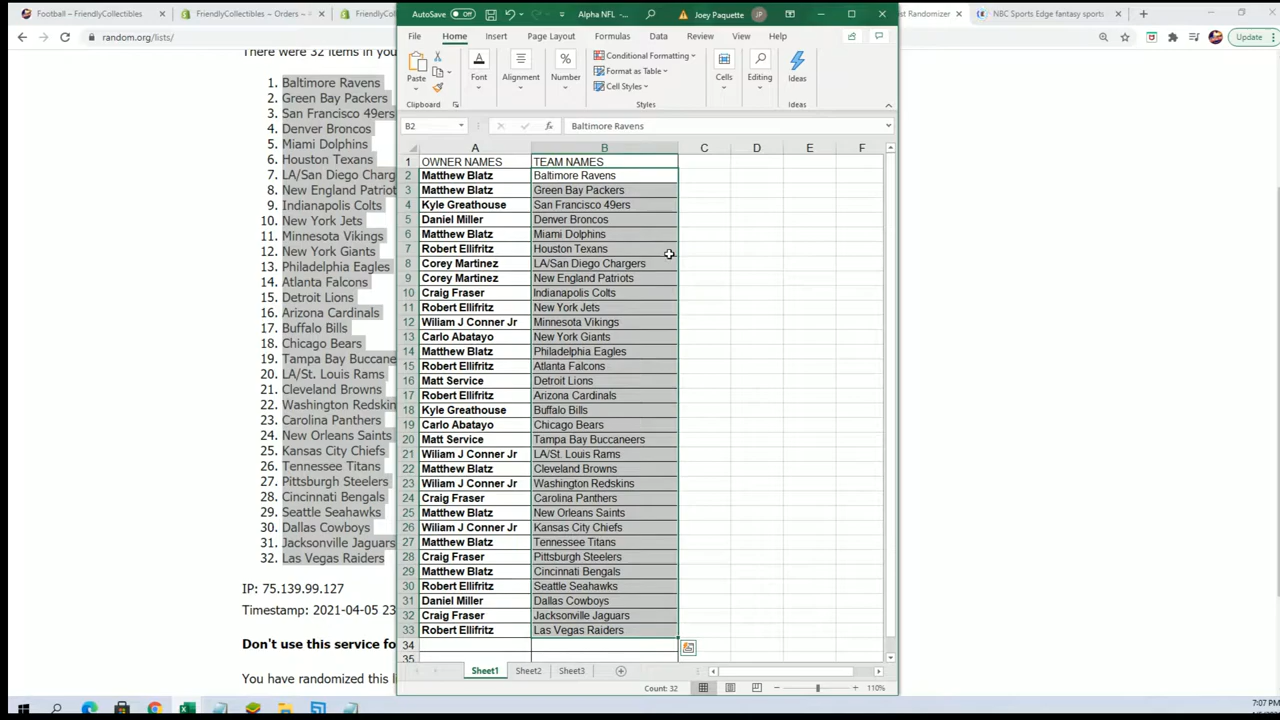 Football – FriendlyCollectibles
FriendlyCollectibles ~ Orders ~
FriendlyColl
AutoSave
Off
Alpha NFL -...
Joey Paquette
JP
st Randomizer
NBC Sports Edge fantasy sports
random.org/lists/
Update
File
Home
Insert
Page Layout
Formulas
Data
Review
View
Help
Paste
Font
Alignment
Number
Conditional Formatting
Format as Table
Cell Styles
Cells
Editing
Ideas
Clipboard
Styles
Ideas
B2
fx
Baltimore Ravens
There were 32 items in you
1. Baltimore Ravens
2. Green Bay Packers
3. San Francisco 49ers
4. Denver Broncos
5. Miami Dolphins
6. Houston Texans
7. LA/San Diego Charg
8. New England Patriot
9. Indianapolis Colts
10. New York Jets
11. Minnesota Vikings
12. New York Giants
13. Philadelphia Eagles
14. Atlanta Falcons
15. Detroit Lions
16. Arizona Cardinals
17. Buffalo Bills
18. Chicago Bears
19. Tampa Bay Buccane
20. LA/St. Louis Rams
21. Cleveland Browns
22. Washington Redskin
23. Carolina Panthers
24. New Orleans Saints
25. Kansas City Chiefs
26. Tennessee Titans
27. Pittsburgh Steelers
28. Cincinnati Bengals
29. Seattle Seahawks
30. Dallas Cowboys
31. Jacksonville Jaguars
32. Las Vegas Raiders
IP: 75.139.99.127
Timestamp: 2021-04-05 23
Don't use this service fo
You have randomized this li
A B C D E F
1 OWNER NAMES TEAM NAMES
2 Matthew Blatz Baltimore Ravens
3 Matthew Blatz Green Bay Packers
4 Kyle Greathouse San Francisco 49ers
5 Daniel Miller Denver Broncos
6 Matthew Blatz Miami Dolphins
7 Robert Ellifritz Houston Texans
8 Corey Martinez LA/San Diego Chargers
9 Corey Martinez New England Patriots
10 Craig Fraser Indianapolis Colts
11 Robert Ellifritz New York Jets
12 Wiliam J Conner Jr Minnesota Vikings
13 Carlo Abatayo New York Giants
14 Matthew Blatz Philadelphia Eagles
15 Robert Ellifritz Atlanta Falcons
16 Matt Service Detroit Lions
17 Robert Ellifritz Arizona Cardinals
18 Kyle Greathouse Buffalo Bills
19 Carlo Abatayo Chicago Bears
20 Matt Service Tampa Bay Buccaneers
21 Wiliam J Conner Jr LA/St. Louis Rams
22 Matthew Blatz Cleveland Browns
23 Wiliam J Conner Jr Washington Redskins
24 Craig Fraser Carolina Panthers
25 Matthew Blatz New Orleans Saints
26 Wiliam J Conner Jr Kansas City Chiefs
27 Matthew Blatz Tennessee Titans
28 Craig Fraser Pittsburgh Steelers
29 Matthew Blatz Cincinnati Bengals
30 Robert Ellifritz Seattle Seahawks
31 Daniel Miller Dallas Cowboys
32 Craig Fraser Jacksonville Jaguars
33 Robert Ellifritz Las Vegas Raiders
34
35
Sheet1
Sheet2
Sheet3
Count: 32
110%
7:07 PM